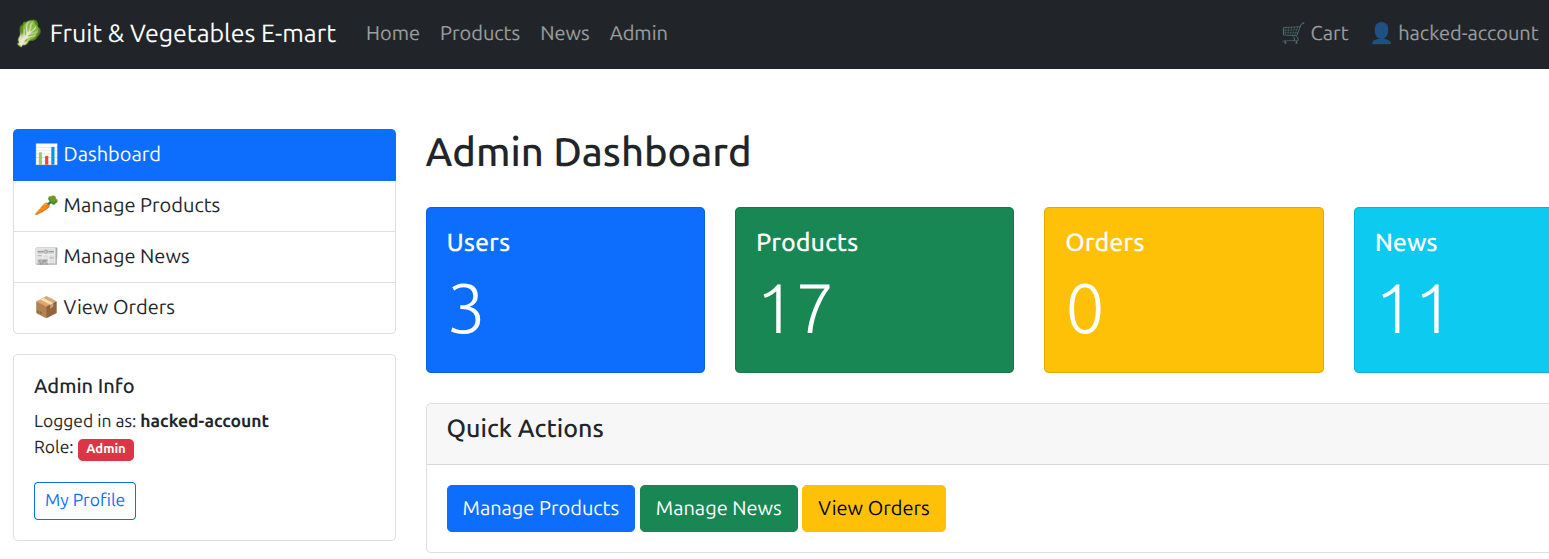 🥬 Fruit & Vegetables E-mart Home Products News Admin 🛒 Cart 👤 hacked-account
📊 Dashboard
🥕 Manage Products
📰 Manage News
📦 View Orders
Admin Info
Logged in as: hacked-account
Role: Admin
My Profile
Admin Dashboard
Users
3
Products
17
Orders
0
News
11
Quick Actions
Manage Products Manage News View Orders